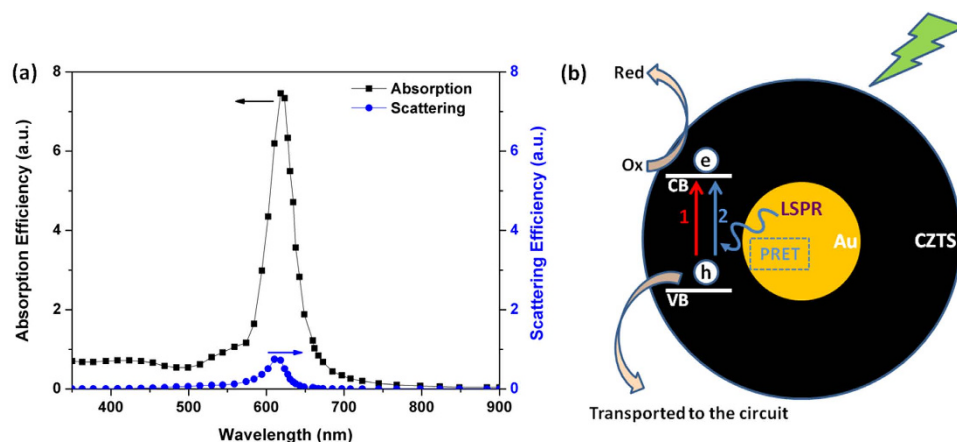 (a)
Absorption Efficiency (a.u.)
8
6
4
2
0
Absorption
Scattering
8
6
4
2
0
Scattering Efficiency (a.u.)
400 500 600 700 800 900
Wavelength (nm)
(b)
Red
Ox
e
CB
1 2
LSPR
Au
CZTS
PRET
h
VB
Transported to the circuit